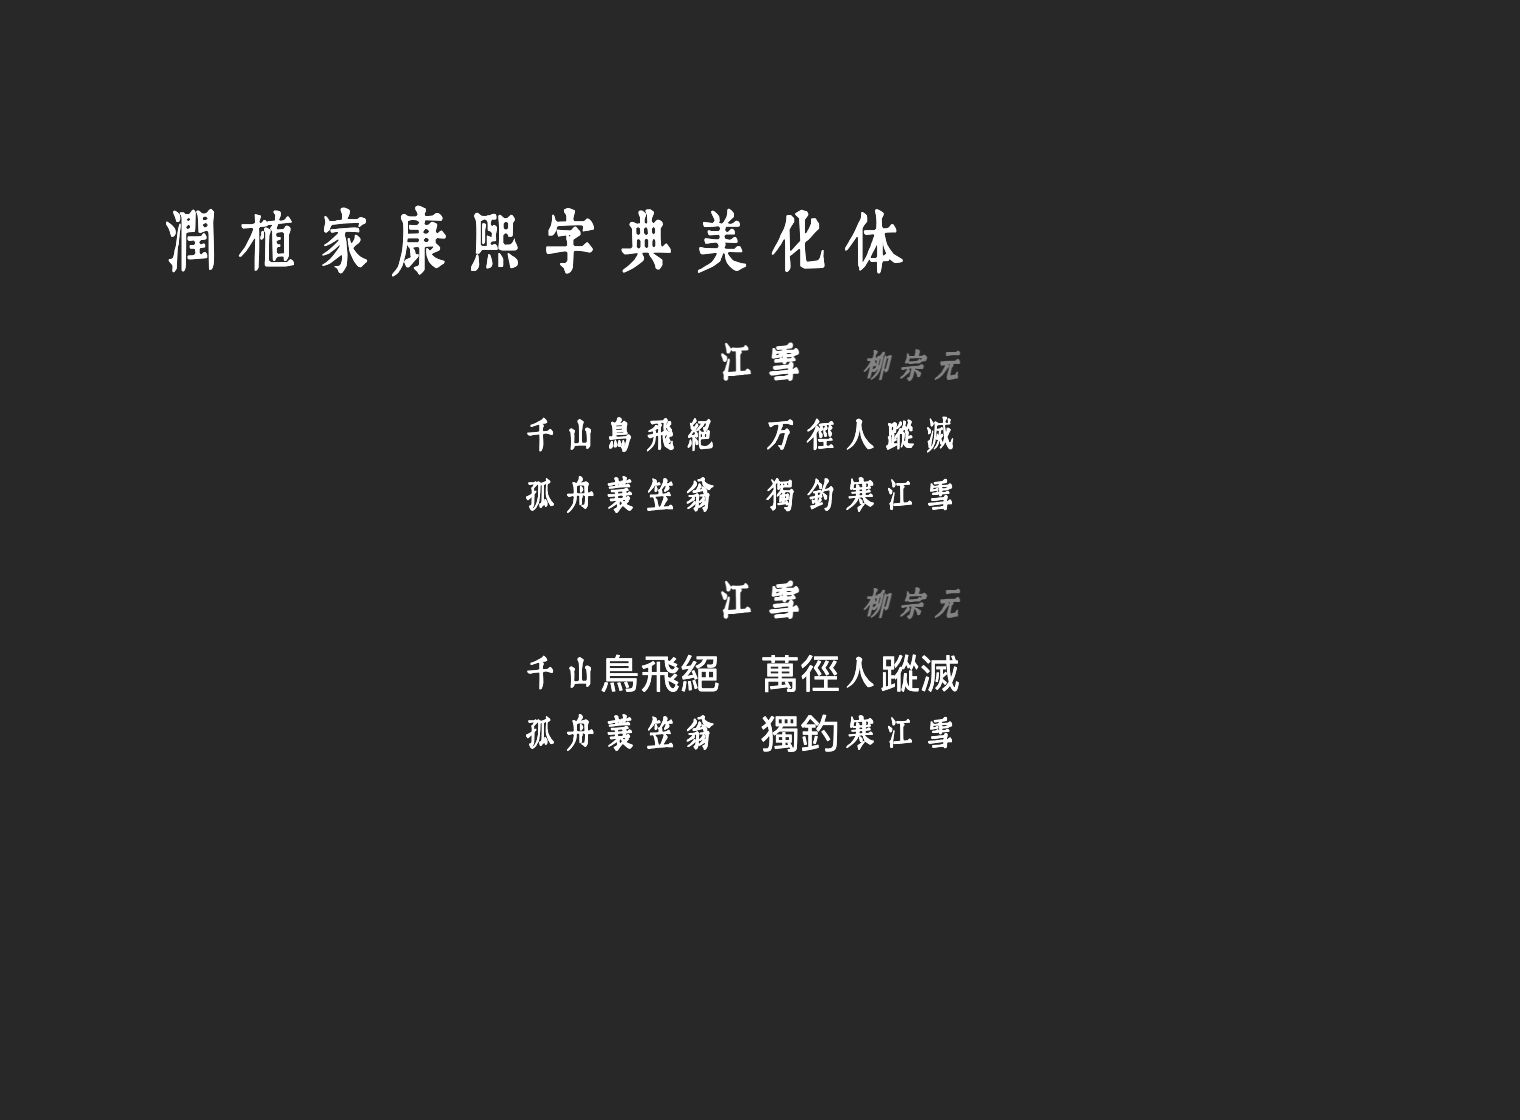 潤植家康熙字典美化体
江雪 柳宗元
千山鳥飛絕 万徑人蹤滅
孤舟蓑笠翁 獨釣寒江雪
江雪 柳宗元
千山鳥飛絕 萬徑人蹤滅
孤舟蓑笠翁 獨釣寒江雪